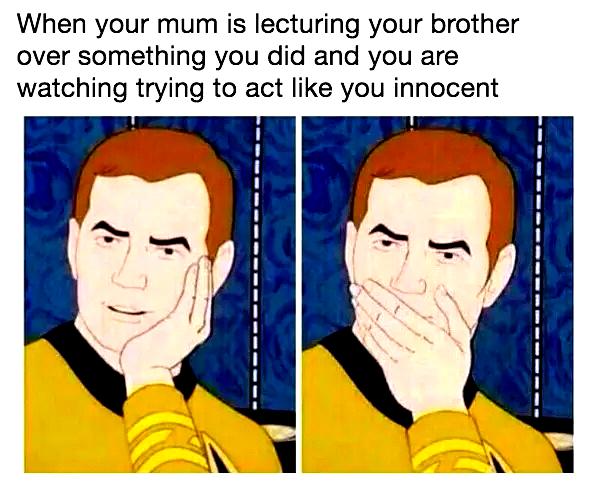 When your mum is lecturing your brother
over something you did and you are
watching trying to act like you innocent